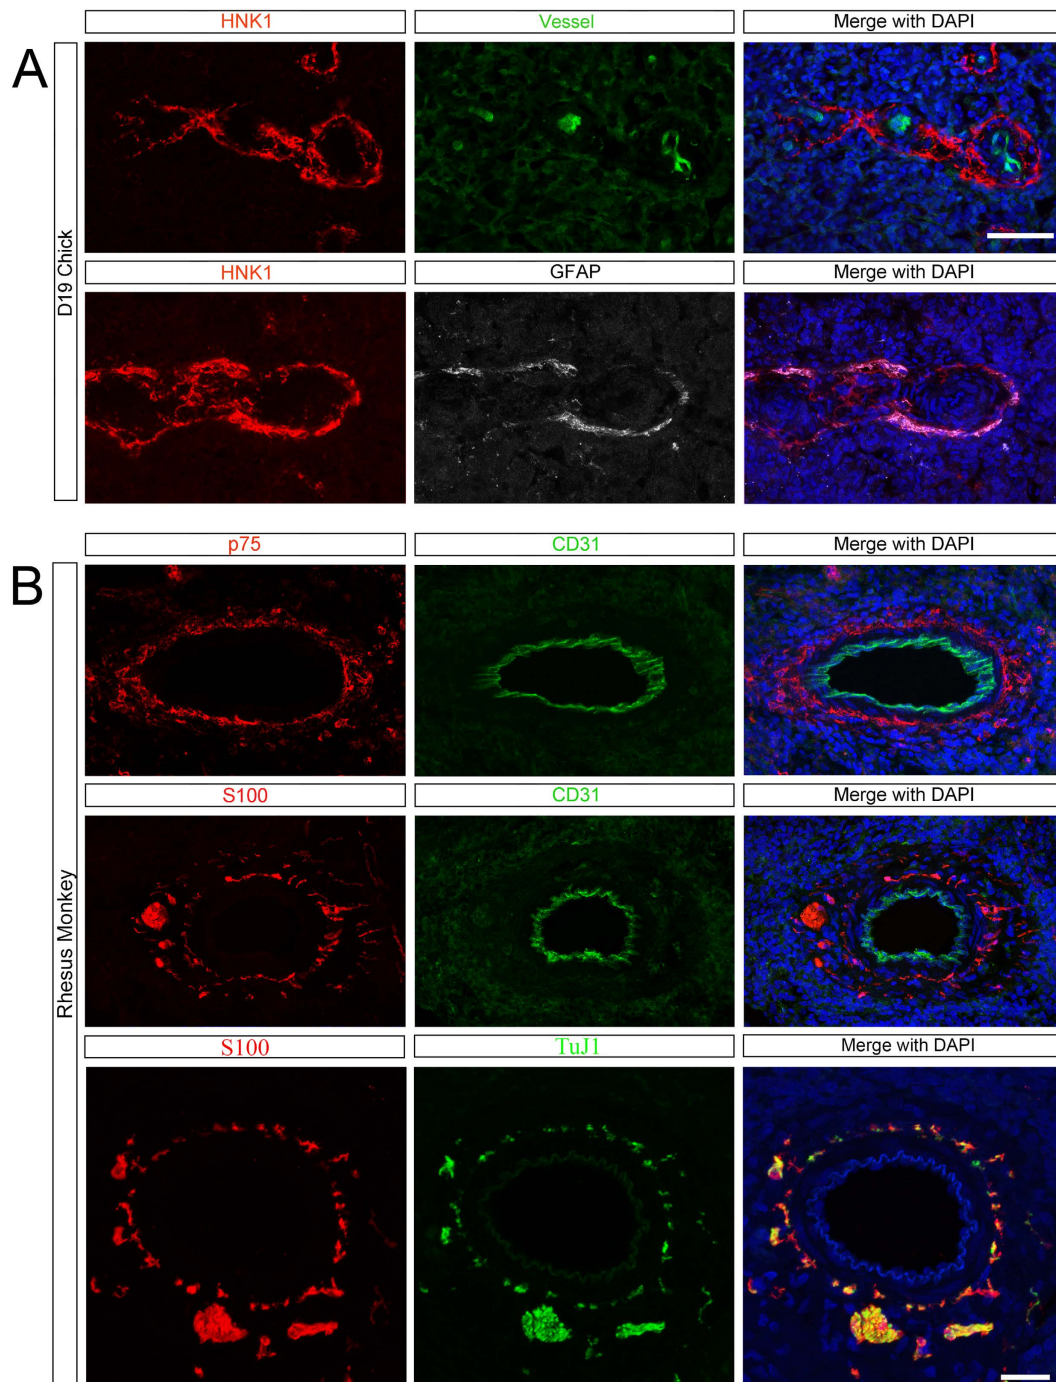 A
D19 Chick
HNK1
Vessel
Merge with DAPI
HNK1
GFAP
Merge with DAPI
B
Rhesus Monkey
p75
CD31
Merge with DAPI
S100
CD31
Merge with DAPI
S100
TuJ1
Merge with DAPI